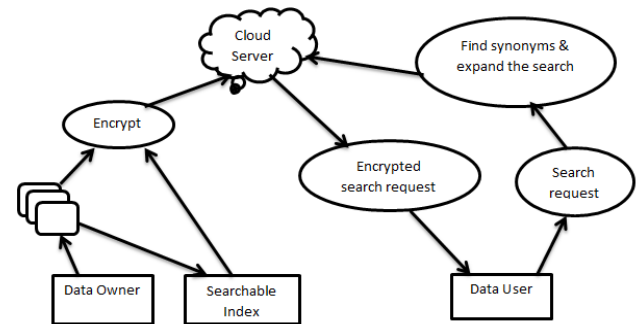 Cloud
Server
Find synonyms &
expand the search
Encrypt
Encrypted
search request
Search
request
Data Owner
Searchable
Index
Data User